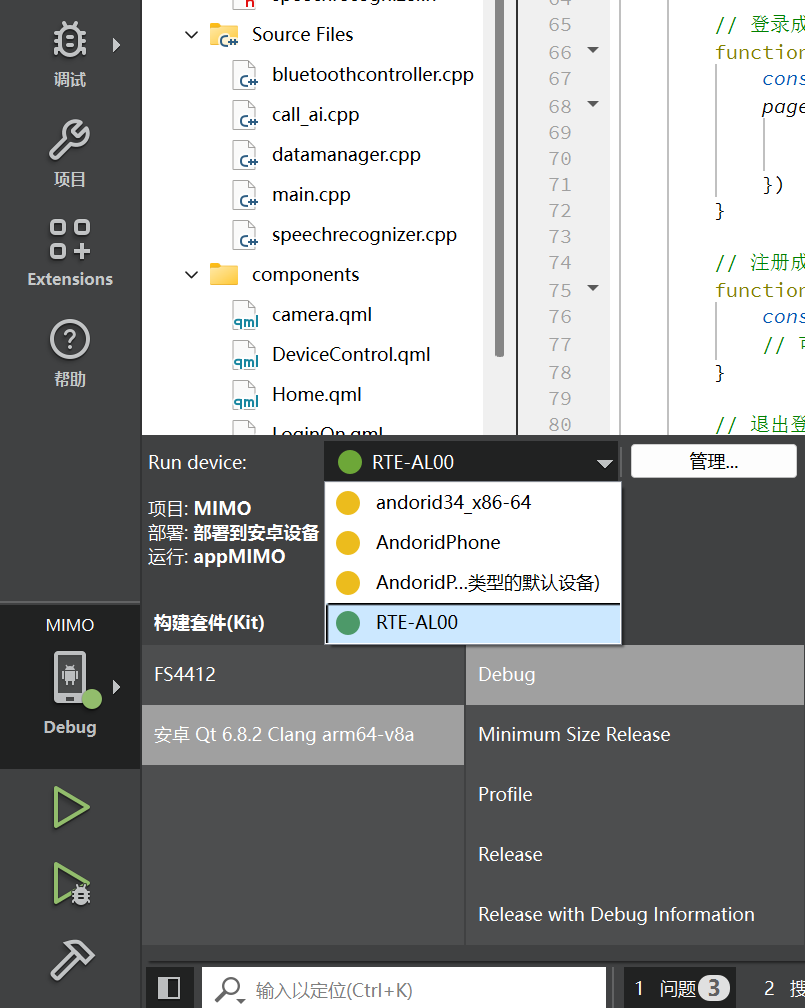 调试
项目
Extensions
帮助
Source Files
bluetoothcontroller.cpp
call_ai.cpp
datamanager.cpp
main.cpp
speechrecognizer.cpp
components
camera.qml
DeviceControl.qml
Home.qml
LoginOn.qml
65 // 登录成
66 function
67 cons
68 page
69
70
71 })
72 }
73
74 // 注册成
75 function
76 cons
77 //
78 }
79
80 // 退出登
Run device:
RTE-AL00
管理...
项目: MIMO
部署: 部署到安卓设备
运行: appMIMO
andorid34_x86-64
AndoridPhone
AndoridP...类型的默认设备)
RTE-AL00
构建套件(Kit)
FS4412
安卓 Qt 6.8.2 Clang arm64-v8a
Debug
Minimum Size Release
Profile
Release
Release with Debug Information
MIMO
Debug
输入以定位(Ctrl+K)
1 问题 3
2 搜